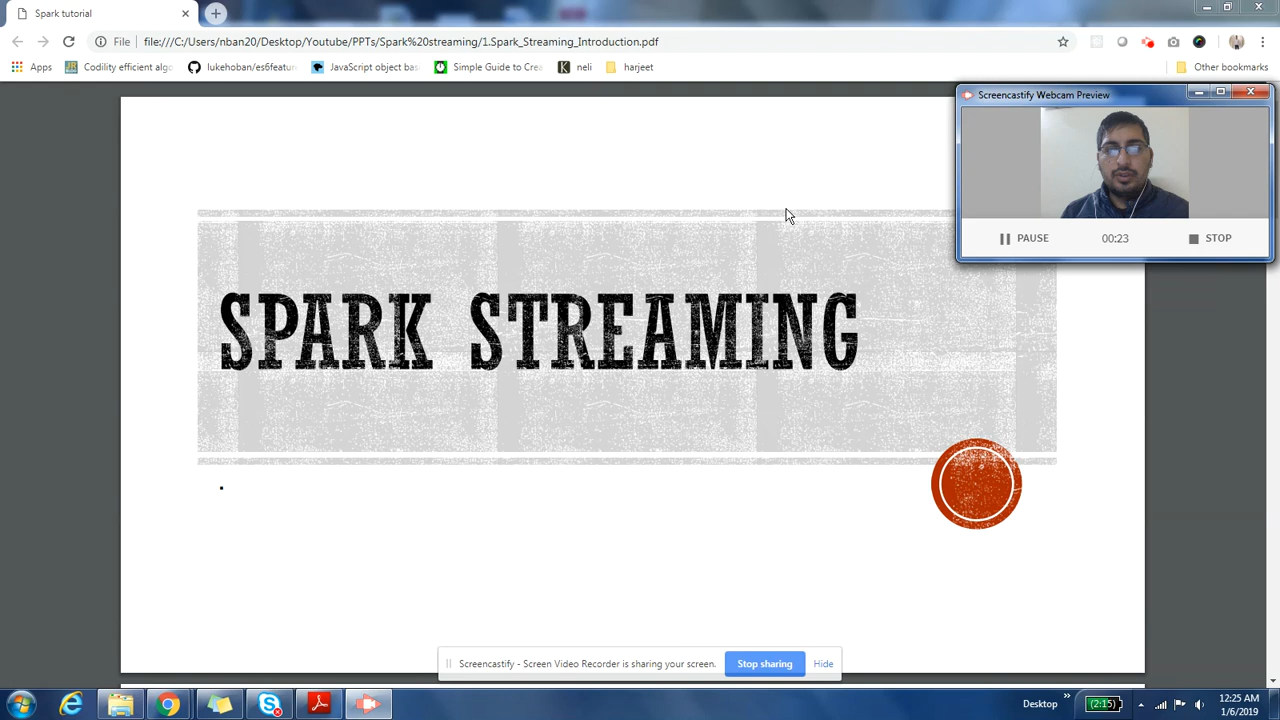 Spark tutorial
File
file:///C:/Users/nban20/Desktop/Youtube/PPTs/Spark%20streaming/1.Spark_Streaming_Introduction.pdf
Apps
Codility efficient algo
lukehoban/es6featur
JavaScript object bas
Simple Guide to Crea
neli
harjeet
Other bookmarks
Screencastify Webcam Preview
PAUSE
00:23
STOP
SPARK STREAMING
Screencastify - Screen Video Recorder is sharing your screen.
Stop sharing
Hide
Desktop
(2:15)
12:25 AM
1/6/2019